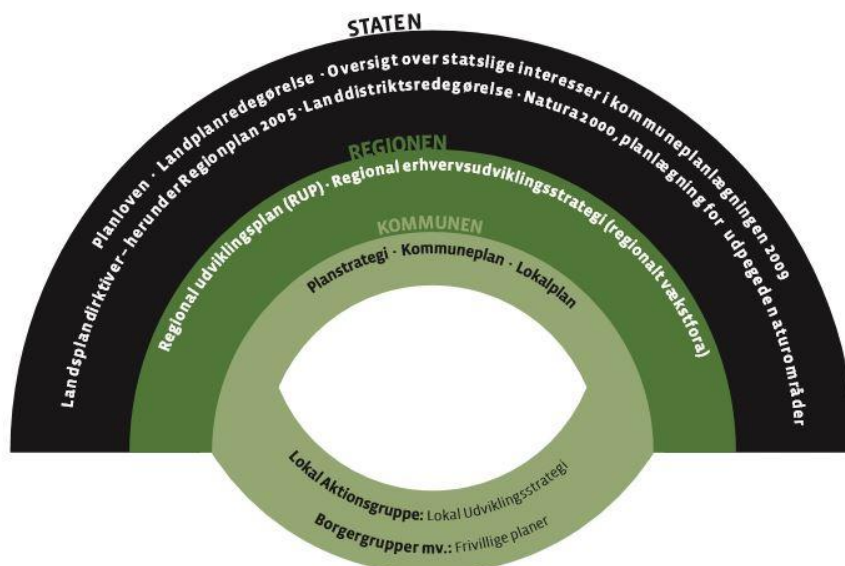 STATEN
Planloven · Landplanredegørelse · Oversigt over statslige interesser i kommuneplanlægningen 2009
Landsplandirktiver – herunder Regionplan 2005 · Landdistriktsredegørelse · Natura 2000, planlægning for udpegede naturområder
REGIONEN
Regional udviklingsplan (RUP) · Regional erhvervsudviklingsstrategi (regionalt vækstfora)
KOMMUNEN
Planstrategi · Kommuneplan · Lokalplan
Lokal Aktionsgruppe: Lokal Udviklingsstrategi
Borgergrupper mv.: Frivillige planer